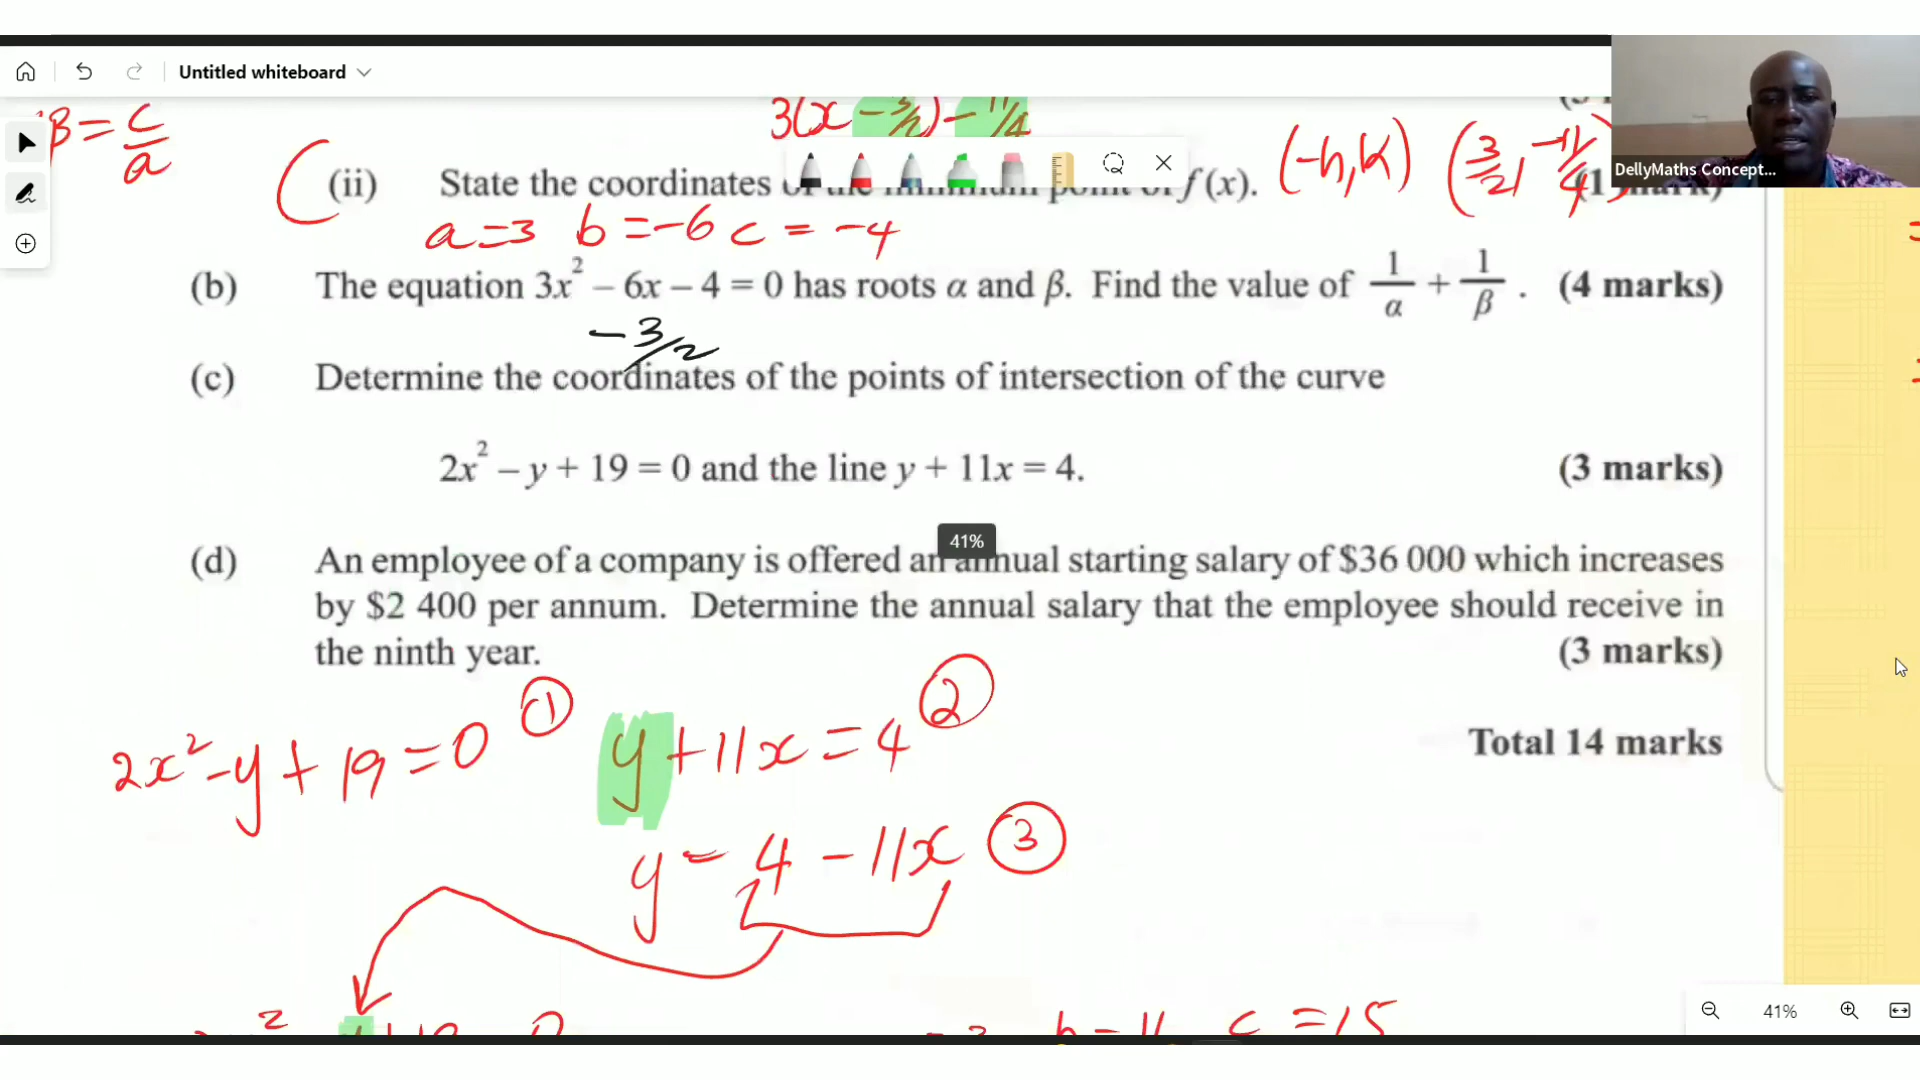 Untitled whiteboard
β = c/a
3(x - 3/2) - 11/4
(ii) State the coordinates of the minimum point of f(x). (1 mark)
(-h, k) (3/2, -11/4)
DellyMaths Concept...
a = 3 b = -6 c = -4
(b) The equation 3x² – 6x – 4 = 0 has roots α and β. Find the value of 1/α + 1/β . (4 marks)
- 3/2
(c) Determine the coordinates of the points of intersection of the curve
2x² – y + 19 = 0 and the line y + 11x = 4. (3 marks)
41%
(d) An employee of a company is offered an annual starting salary of $36 000 which increases
by $2 400 per annum. Determine the annual salary that the employee should receive in
the ninth year. (3 marks)
2x² - y + 19 = 0 ① y + 11x = 4 ②
Total 14 marks
y = 4 - 11x ③
c = 15
41%